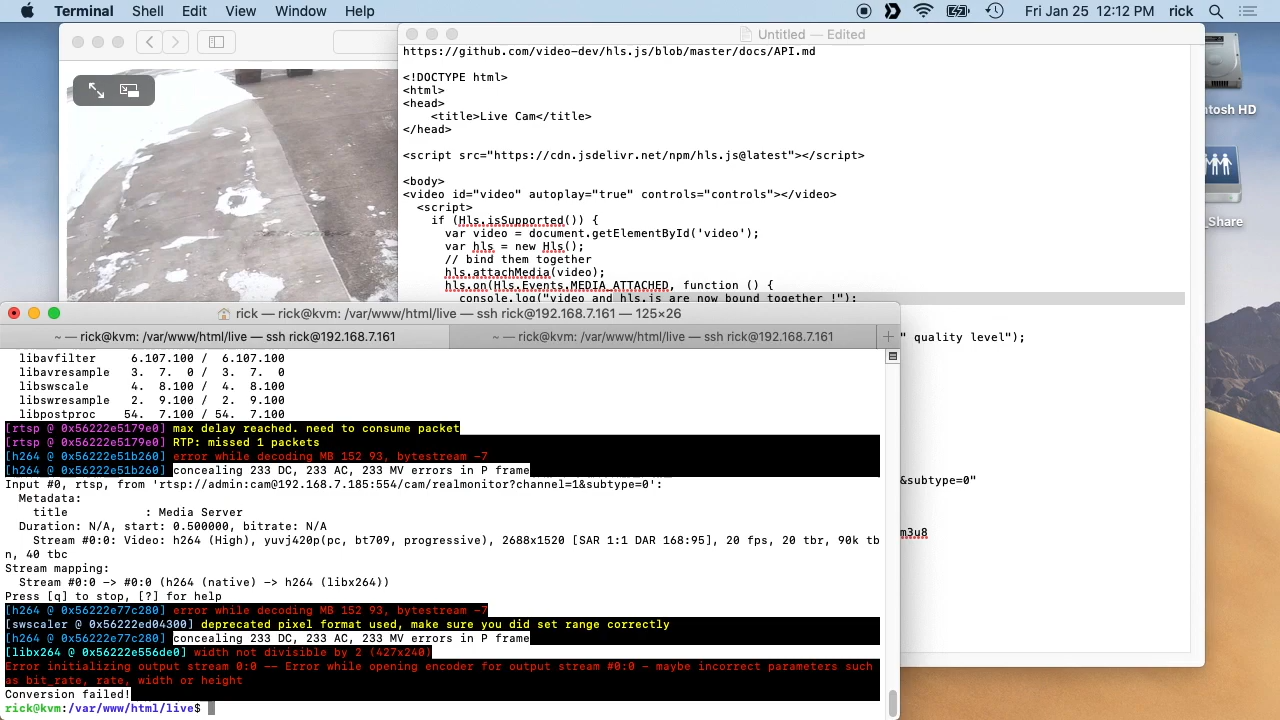 Terminal Shell Edit View Window Help Fri Jan 25 12:12 PM rick
Untitled — Edited
https://github.com/video-dev/hls.js/blob/master/docs/API.md
<!DOCTYPE html>
<html>
<head>
<title>Live Cam</title>
</head>
<script src="https://cdn.jsdelivr.net/npm/hls.js@latest"></script>
<body>
<video id="video" autoplay="true" controls="controls"></video>
<script>
if (Hls.isSupported()) {
var video = document.getElementById('video');
var hls = new Hls();
// bind them together
hls.attachMedia(video);
hls.on(Hls.Events.MEDIA_ATTACHED, function () {
console.log("video and hls.js are now bound together !");
" quality level");
&subtype=0"
m3u8
tosh HD
_Share
rick — rick@kvm: /var/www/html/live — ssh rick@192.168.7.161 — 125×26
~ — rick@kvm: /var/www/html/live — ssh rick@192.168.7.161
~ — rick@kvm: /var/www/html/live — ssh rick@192.168.7.161
libavfilter 6.107.100 / 6.107.100
libavresample 3. 7. 0 / 3. 7. 0
libswscale 4. 8.100 / 4. 8.100
libswresample 2. 9.100 / 2. 9.100
libpostproc 54. 7.100 / 54. 7.100
[rtsp @ 0x56222e5179e0] max delay reached. need to consume packet
[rtsp @ 0x56222e5179e0] RTP: missed 1 packets
[h264 @ 0x56222e51b260] error while decoding MB 152 93, bytestream -7
[h264 @ 0x56222e51b260] concealing 233 DC, 233 AC, 233 MV errors in P frame
Input #0, rtsp, from 'rtsp://admin:cam@192.168.7.185:554/cam/realmonitor?channel=1&subtype=0':
Metadata:
title : Media Server
Duration: N/A, start: 0.500000, bitrate: N/A
Stream #0:0: Video: h264 (High), yuvj420p(pc, bt709, progressive), 2688x1520 [SAR 1:1 DAR 168:95], 20 fps, 20 tbr, 90k tb
n, 40 tbc
Stream mapping:
Stream #0:0 -> #0:0 (h264 (native) -> h264 (libx264))
Press [q] to stop, [?] for help
[h264 @ 0x56222e77c280] error while decoding MB 152 93, bytestream -7
[swscaler @ 0x56222ed04300] deprecated pixel format used, make sure you did set range correctly
[h264 @ 0x56222e77c280] concealing 233 DC, 233 AC, 233 MV errors in P frame
[libx264 @ 0x56222e556de0] width not divisible by 2 (427x240)
Error initializing output stream 0:0 -- Error while opening encoder for output stream #0:0 - maybe incorrect parameters such
as bit_rate, rate, width or height
Conversion failed!
rick@kvm:/var/www/html/live$